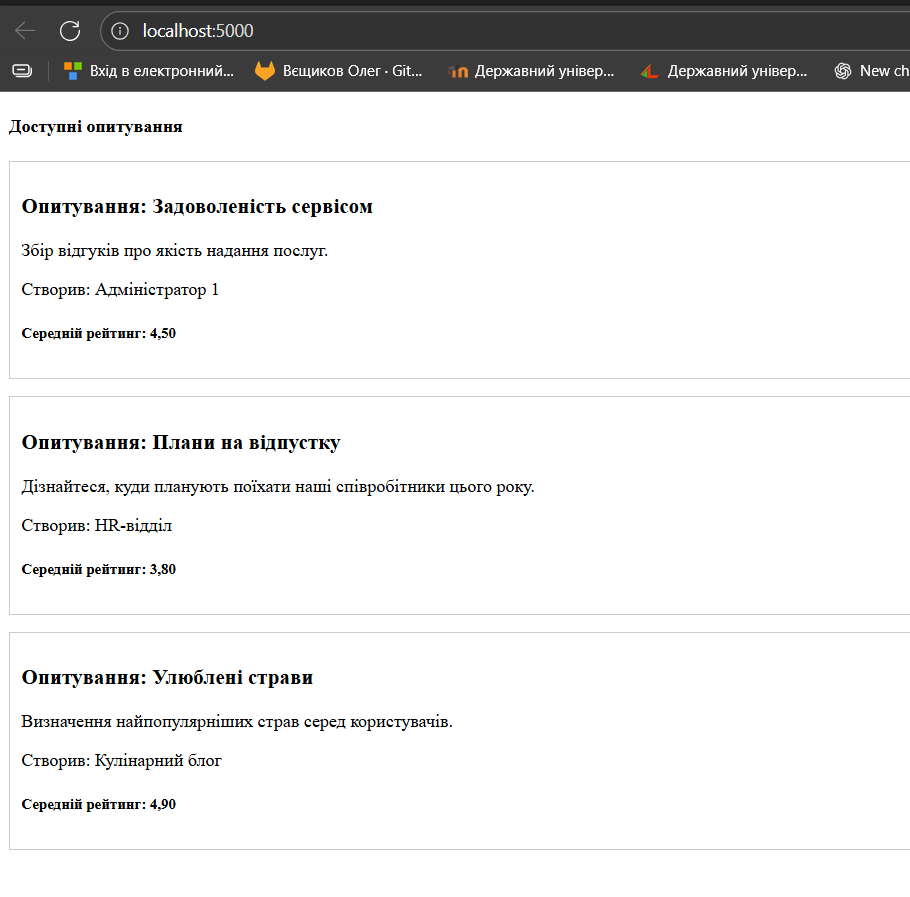 localhost:5000
Вхід в електронний... Вєщиков Олег · Git... Державний універ... Державний універ... New ch
Доступні опитування
Опитування: Задоволеність сервісом
Збір відгуків про якість надання послуг.
Створив: Адміністратор 1
Середній рейтинг: 4,50
Опитування: Плани на відпустку
Дізнайтеся, куди планують поїхати наші співробітники цього року.
Створив: HR-відділ
Середній рейтинг: 3,80
Опитування: Улюблені страви
Визначення найпопулярніших страв серед користувачів.
Створив: Кулінарний блог
Середній рейтинг: 4,90